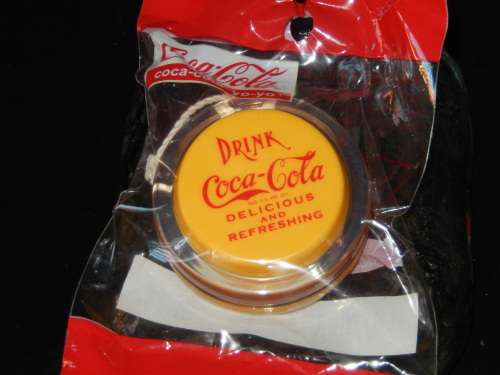 Coca-Cola
coca-cola yo-yo
DRINK
Coca-Cola
DELICIOUS
AND
REFRESHING